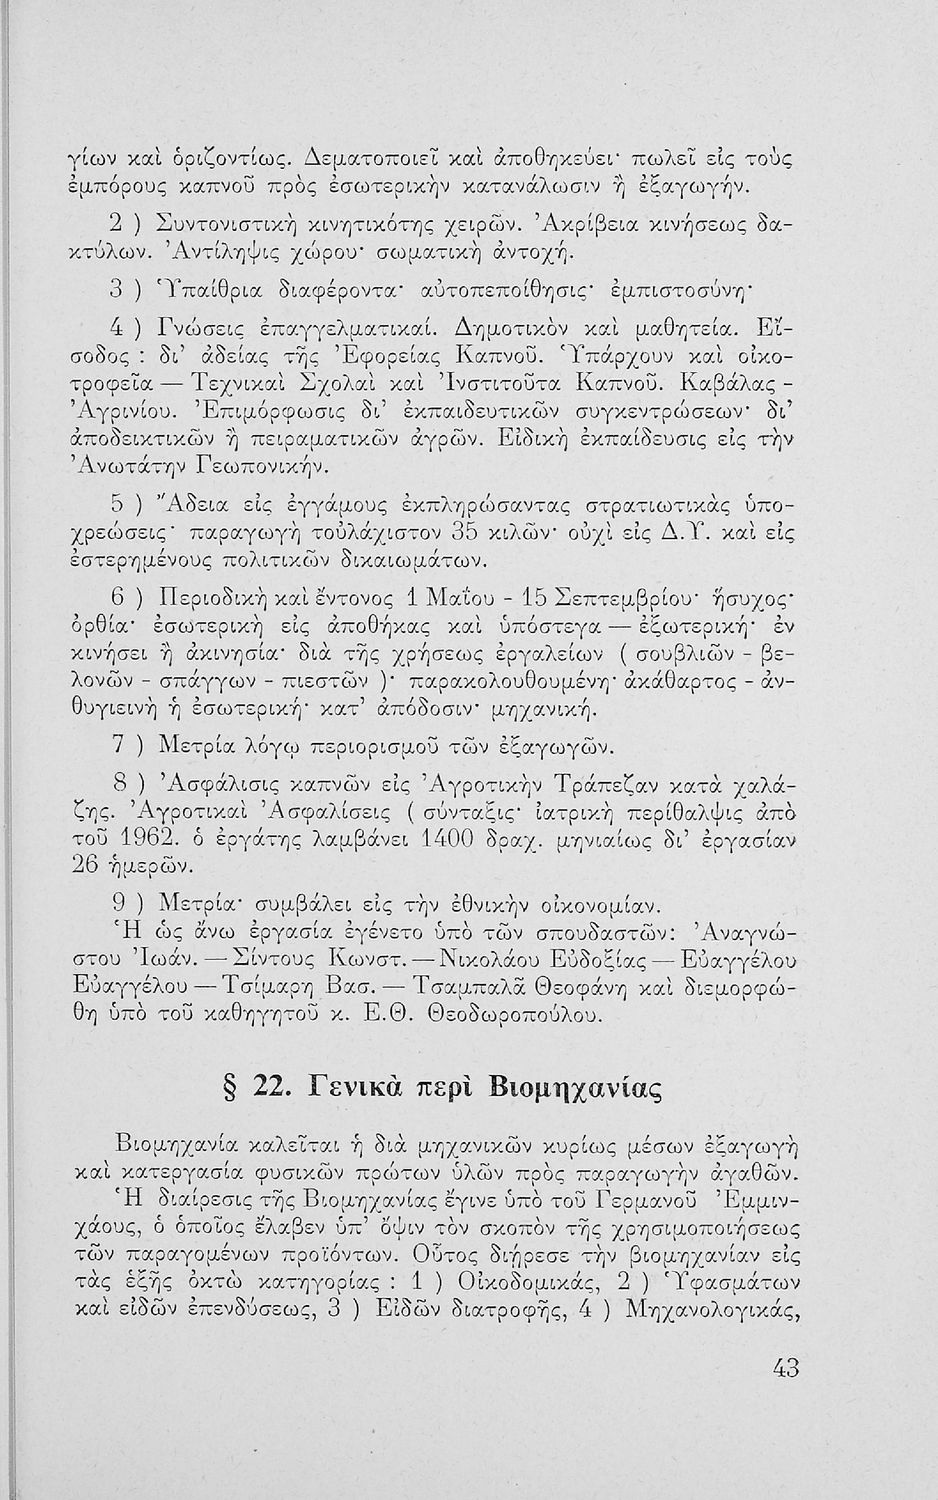 γίων καὶ ὁριζοντίως. Δεματοποιεῖ καὶ ἀποθηκεύει· πωλεῖ εἰς τοὺς
ἐμπόρους καπνοῦ πρὸς ἐσωτερικὴν κατανάλωσιν ἢ ἐξαγωγήν.
2 ) Συντονιστικὴ κινητικότης χειρῶν. Ἀκρίβεια κινήσεως δα-
κτύλων. Ἀντίληψις χώρου· σωματικὴ ἀντοχή.
3 ) Ὑπαίθρια διαφέροντα· αὐτοπεποίθησις· ἐμπιστοσύνη·
4 ) Γνώσεις ἐπαγγελματικαί. Δημοτικὸν καὶ μαθητεία. Εἴ-
σοδος : δι' ἀδείας τῆς Ἐφορείας Καπνοῦ. Ὑπάρχουν καὶ οἰκο-
τροφεῖα — Τεχνικαὶ Σχολαὶ καὶ Ἰνστιτοῦτα Καπνοῦ. Καβάλας -
Ἀγρινίου. Ἐπιμόρφωσις δι' ἐκπαιδευτικῶν συγκεντρώσεων· δι'
ἀποδεικτικῶν ἢ πειραματικῶν ἀγρῶν. Εἰδικὴ ἐκπαίδευσις εἰς τὴν
Ἀνωτάτην Γεωπονικήν.
5 ) Ἄδεια εἰς ἐγγάμους ἐκπληρώσαντας στρατιωτικὰς ὑπο-
χρεώσεις· παραγωγὴ τοὐλάχιστον 35 κιλῶν· οὐχὶ εἰς Δ.Υ. καὶ εἰς
ἐστερημένους πολιτικῶν δικαιωμάτων.
6 ) Περιοδικὴ καὶ ἔντονος 1 Μαΐου - 15 Σεπτεμβρίου· ἥσυχος·
ὀρθία· ἐσωτερικὴ εἰς ἀποθήκας καὶ ὑπόστεγα — ἐξωτερική· ἐν
κινήσει ἢ ἀκινησία· διὰ τῆς χρήσεως ἐργαλείων ( σουβλιῶν - βε-
λονῶν - σπάγγων - πιεστῶν )· παρακολουθουμένη· ἀκάθαρτος - ἀν-
θυγιεινὴ ἡ ἐσωτερική· κατ' ἀπόδοσιν· μηχανική.
7 ) Μετρία λόγῳ περιορισμοῦ τῶν ἐξαγωγῶν.
8 ) Ἀσφάλισις καπνῶν εἰς Ἀγροτικὴν Τράπεζαν κατὰ χαλά-
ζης. Ἀγροτικαὶ Ἀσφαλίσεις ( σύνταξις· ἰατρικὴ περίθαλψις ἀπὸ
τοῦ 1962. ὁ ἐργάτης λαμβάνει 1400 δραχ. μηνιαίως δι' ἐργασίαν
26 ἡμερῶν.
9 ) Μετρία· συμβάλει εἰς τὴν ἐθνικὴν οἰκονομίαν.
Ἡ ὡς ἄνω ἐργασία ἐγένετο ὑπὸ τῶν σπουδαστῶν: Ἀναγνώ-
στου Ἰωάν. — Σίντους Κωνστ. — Νικολάου Εὐδοξίας — Εὐαγγέλου
Εὐαγγέλου — Τσίμαρη Βασ. — Τσαμπαλᾶ Θεοφάνη καὶ διεμορφώ-
θη ὑπὸ τοῦ καθηγητοῦ κ. Ε.Θ. Θεοδωροπούλου.
§ 22. Γενικὰ περὶ Βιομηχανίας
Βιομηχανία καλεῖται ἡ διὰ μηχανικῶν κυρίως μέσων ἐξαγωγὴ
καὶ κατεργασία φυσικῶν πρώτων ὑλῶν πρὸς παραγωγὴν ἀγαθῶν.
Ἡ διαίρεσις τῆς Βιομηχανίας ἔγινε ὑπὸ τοῦ Γερμανοῦ Ἐμμιν-
χάους, ὁ ὁποῖος ἔλαβεν ὑπ' ὄψιν τὸν σκοπὸν τῆς χρησιμοποιήσεως
τῶν παραγομένων προϊόντων. Οὗτος διῄρεσε τὴν βιομηχανίαν εἰς
τὰς ἑξῆς ὀκτὼ κατηγορίας : 1 ) Οἰκοδομικάς, 2 ) Ὑφασμάτων
καὶ εἰδῶν ἐπενδύσεως, 3 ) Εἰδῶν διατροφῆς, 4 ) Μηχανολογικάς,
43